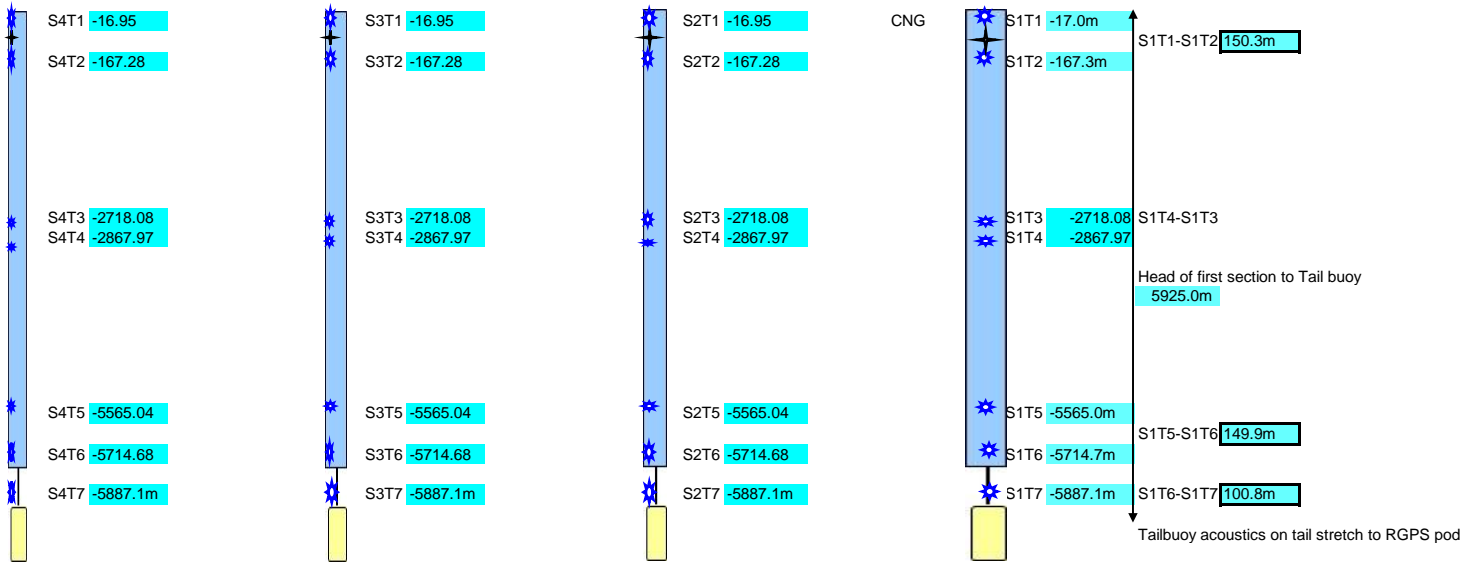 S4T1 -16.95 S3T1 -16.95 S2T1 -16.95 CNG S1T1 -17.0m
S1T1-S1T2 150.3m
S4T2 -167.28 S3T2 -167.28 S2T2 -167.28 S1T2 -167.3m
S4T3 -2718.08 S3T3 -2718.08 S2T3 -2718.08 S1T3 -2718.08 S1T4-S1T3
S4T4 -2867.97 S3T4 -2867.97 S2T4 -2867.97 S1T4 -2867.97
Head of first section to Tail buoy
5925.0m
S4T5 -5565.04 S3T5 -5565.04 S2T5 -5565.04 S1T5 -5565.0m
S1T5-S1T6 149.9m
S4T6 -5714.68 S3T6 -5714.68 S2T6 -5714.68 S1T6 -5714.7m
S4T7 -5887.1m S3T7 -5887.1m S2T7 -5887.1m S1T7 -5887.1m S1T6-S1T7 100.8m
Tailbuoy acoustics on tail stretch to RGPS pod